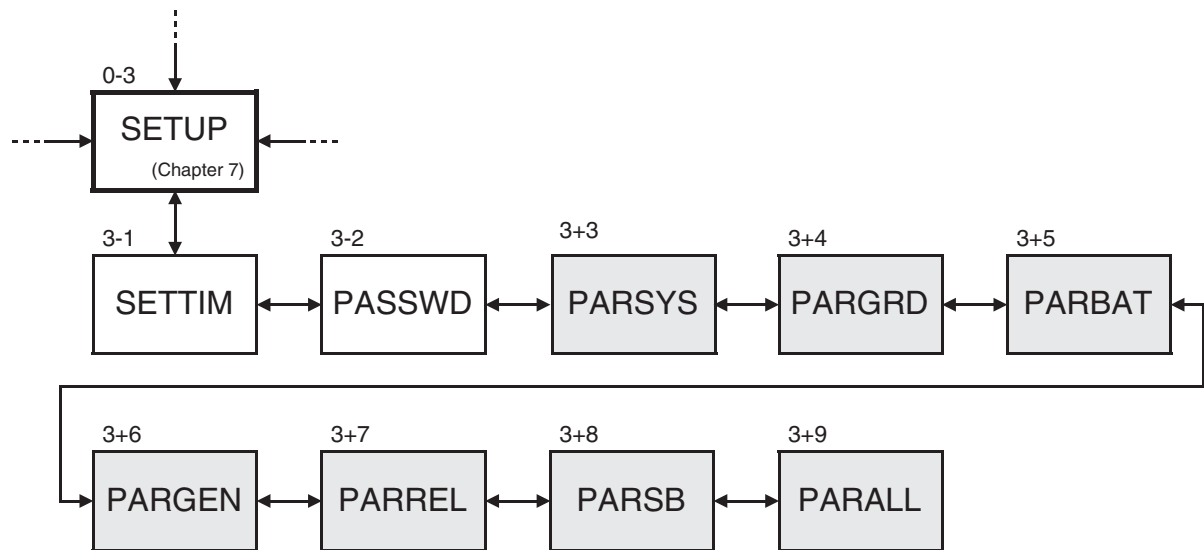 0-3
SETUP
(Chapter 7)
3-1
3-2
3+3
3+4
3+5
SETTIM
PASSWD
PARSYS
PARGRD
PARBAT
3+6
3+7
3+8
3+9
PARGEN
PARREL
PARSB
PARALL